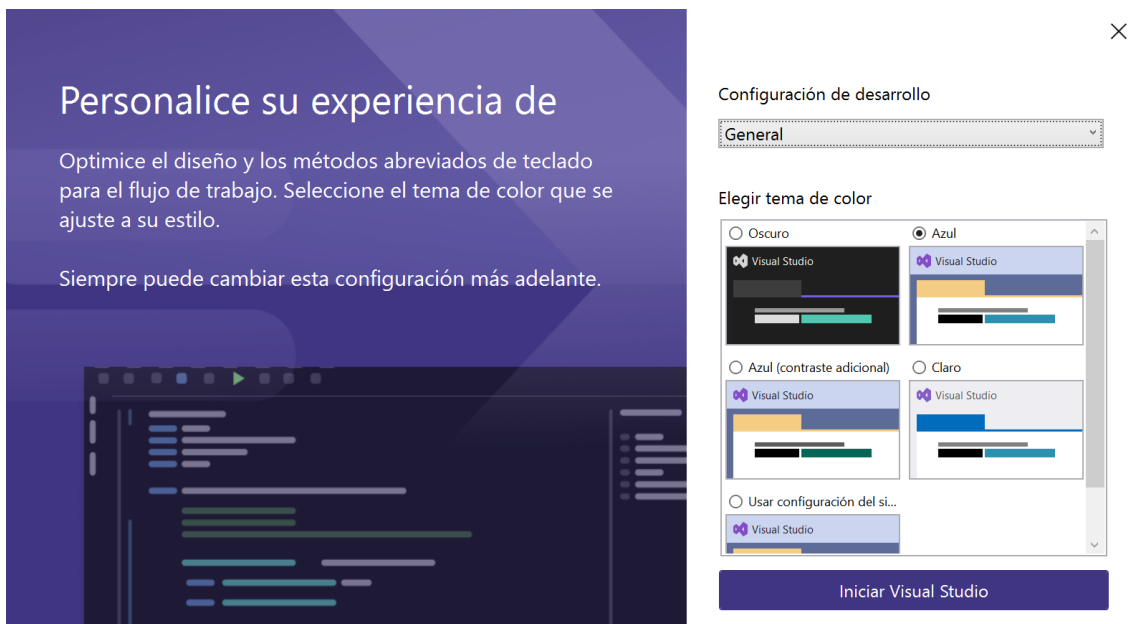 Personalice su experiencia de
Optimice el diseño y los métodos abreviados de teclado
para el flujo de trabajo. Seleccione el tema de color que se
ajuste a su estilo.
Siempre puede cambiar esta configuración más adelante.
Configuración de desarrollo
General
Elegir tema de color
Oscuro
Azul
Visual Studio
Visual Studio
Azul (contraste adicional)
Claro
Visual Studio
Visual Studio
Usar configuración del si...
Visual Studio
Iniciar Visual Studio